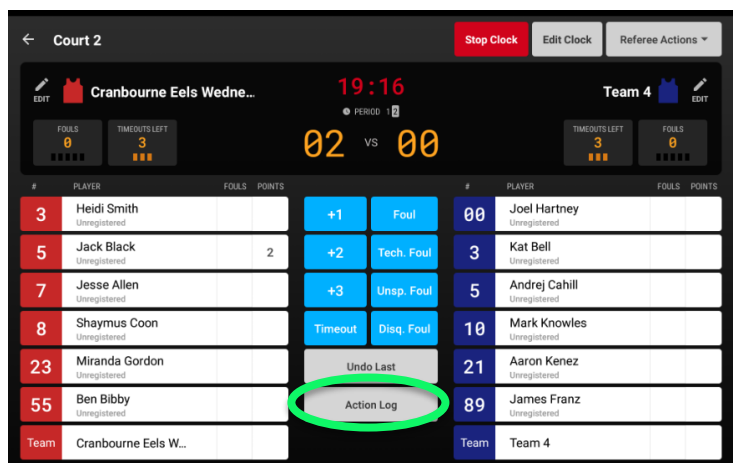 ← Court 2 Stop Clock Edit Clock Referee Actions
EDIT Cranbourne Eels Wedne... 19:16 Team 4 EDIT
PERIOD 1 2
FOULS 0 TIMEOUTS LEFT 3 02 VS 00 TIMEOUTS LEFT 3 FOULS 0
# PLAYER FOULS POINTS # PLAYER FOULS POINTS
3 Heidi Smith +1 Foul 00 Joel Hartney
Unregistered Unregistered
5 Jack Black 2 +2 Tech. Foul 3 Kat Bell
Unregistered Unregistered
7 Jesse Allen +3 Unsp. Foul 5 Andrej Cahill
Unregistered Unregistered
8 Shaymus Coon Timeout Disq. Foul 10 Mark Knowles
Unregistered Unregistered
23 Miranda Gordon Undo Last 21 Aaron Kenez
Unregistered Unregistered
55 Ben Bibby Action Log 89 James Franz
Unregistered Unregistered
Team Cranbourne Eels W... Team Team 4